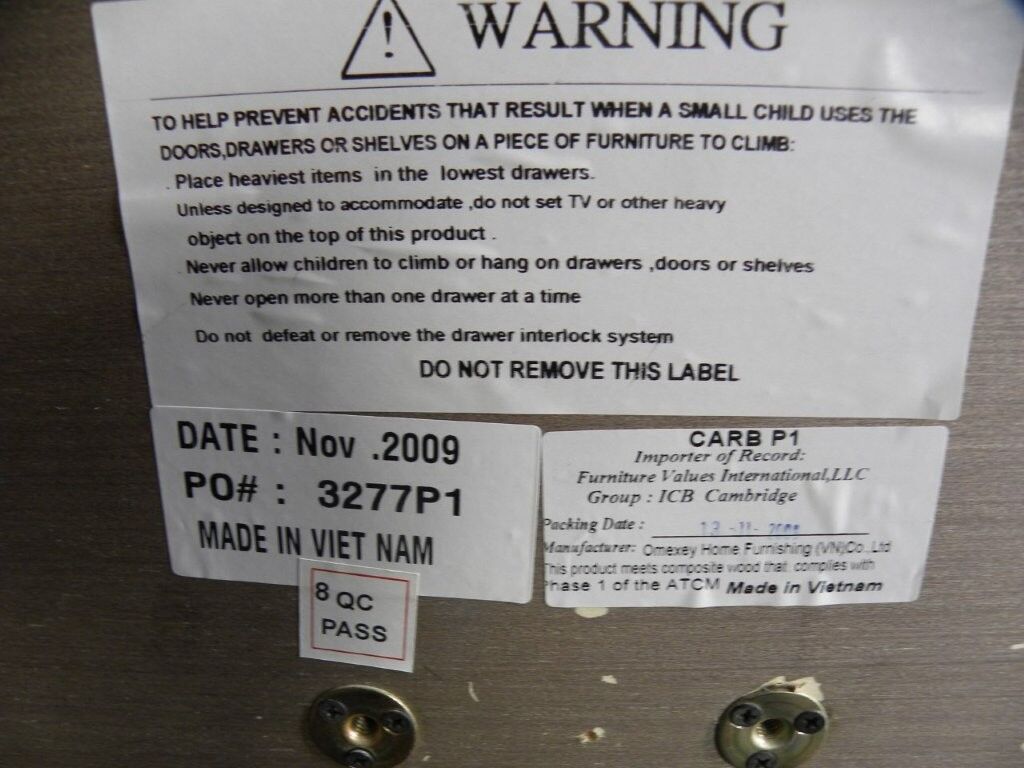 WARNING
TO HELP PREVENT ACCIDENTS THAT RESULT WHEN A SMALL CHILD USES THE
DOORS,DRAWERS OR SHELVES ON A PIECE OF FURNITURE TO CLIMB:
. Place heaviest items in the lowest drawers.
Unless designed to accommodate ,do not set TV or other heavy
object on the top of this product .
. Never allow children to climb or hang on drawers ,doors or shelves
Never open more than one drawer at a time
Do not defeat or remove the drawer interlock system
DO NOT REMOVE THIS LABEL
DATE : Nov .2009
PO# : 3277P1
MADE IN VIET NAM
8 QC
PASS
CARB P1
Importer of Record:
Furniture Values International,LLC
Group : ICB Cambridge
Packing Date :
Manufacturer: Omexey Home Furnishing (VN)Co.,Ltd
This product meets composite wood that complies with
Phase 1 of the ATCM Made in Vietnam